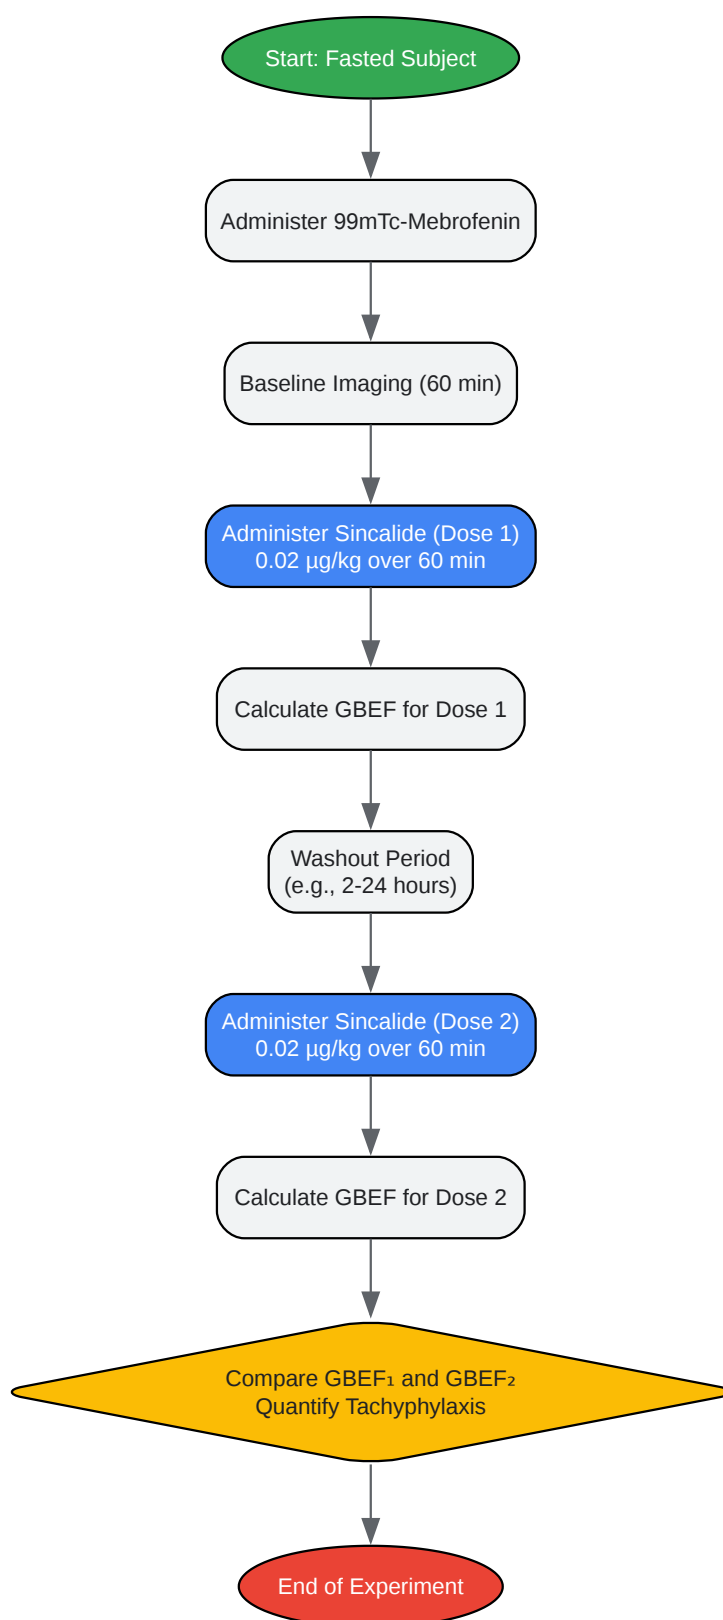 Start: Fasted Subject
Administer 99mTc-Mebrofenin
Baseline Imaging (60 min)
Administer Sincalide (Dose 1)
0.02 µg/kg over 60 min
Calculate GBEF for Dose 1
Washout Period
(e.g., 2-24 hours)
Administer Sincalide (Dose 2)
0.02 µg/kg over 60 min
Calculate GBEF for Dose 2
Compare GBEF₁ and GBEF₂
Quantify Tachyphylaxis
End of Experiment